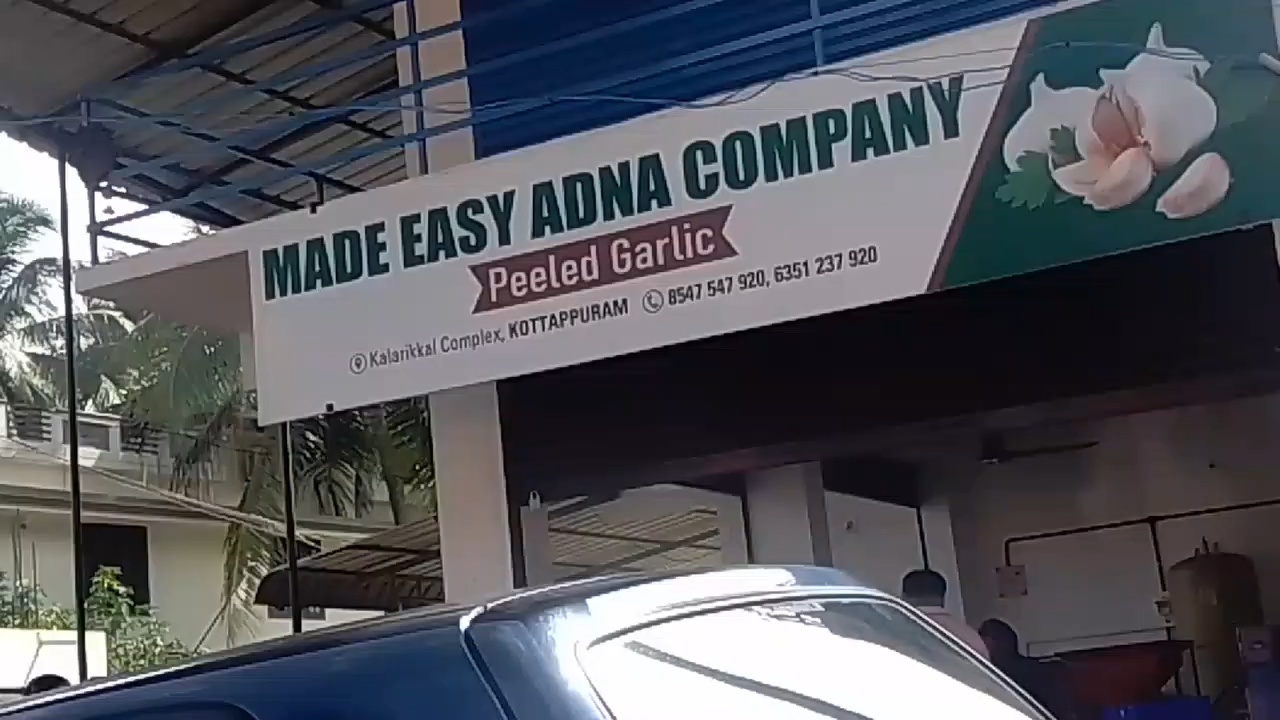 MADE EASY ADNA COMPANY
Peeled Garlic
Kalarikkal Complex, KOTTAPPURAM 8547 547 920, 6351 237 920